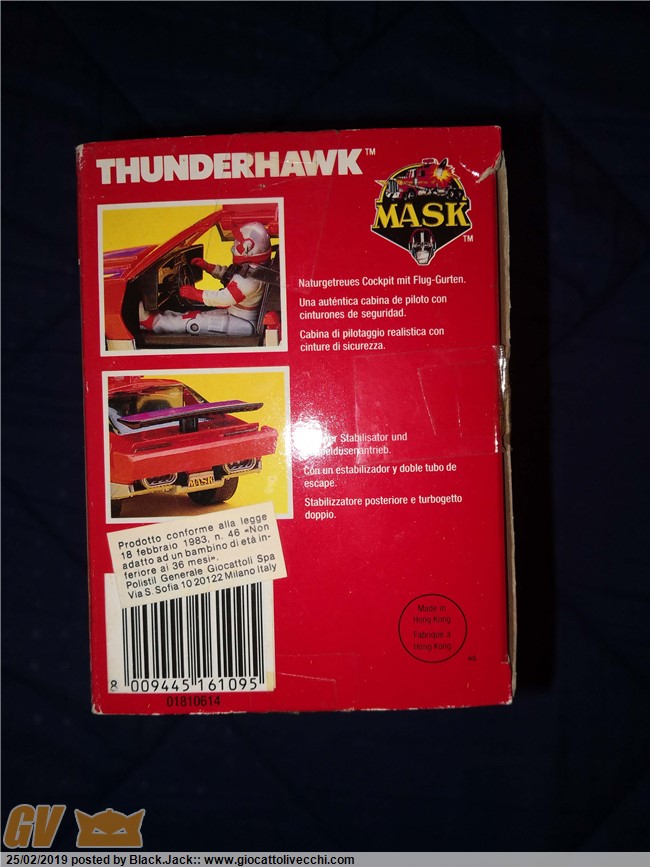 THUNDERHAWK™
MASK
TM
Naturgetreues Cockpit mit Flug-Gurten.
Una auténtica cabina de piloto con
cinturones de seguridad.
Cabina di pilotaggio realistica con
cinture di sicurezza.
Stabilisator und
Con un estabilizador y doble tubo de
escape.
Stabilizzatore posteriore e turbogetto
doppio.
MASK
Prodotto conforme alla legge
18 febbraio 1983, n. 46 «Non
adatto ad un bambino di età in-
feriore ai 36 mesi».
Polistil Generale Giocattoli Spa
Via S. Sofia 10 20122 Milano Italy
8 009445 161095
01810614
Made in
Hong Kong
Fabriqué à
Hong Kong
GV
25/02/2019 posted by Black.Jack:: www.giocattolivecchi.com